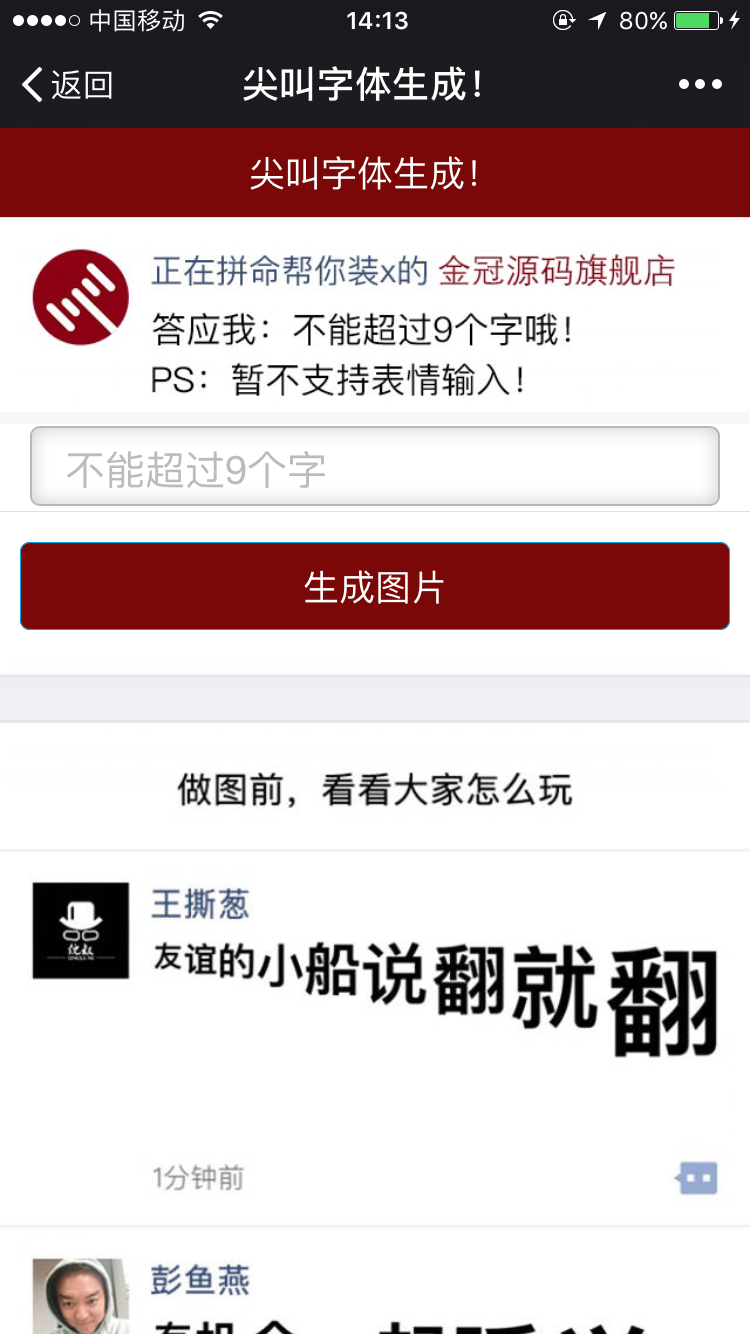 中国移动 14:13 80%
返回 尖叫字体生成！
尖叫字体生成！
正在拼命帮你装x的 金冠源码旗舰店
答应我：不能超过9个字哦！
PS：暂不支持表情输入！
不能超过9个字
生成图片
做图前，看看大家怎么玩
王撕葱
友谊的小船说翻就翻
1分钟前
彭鱼燕